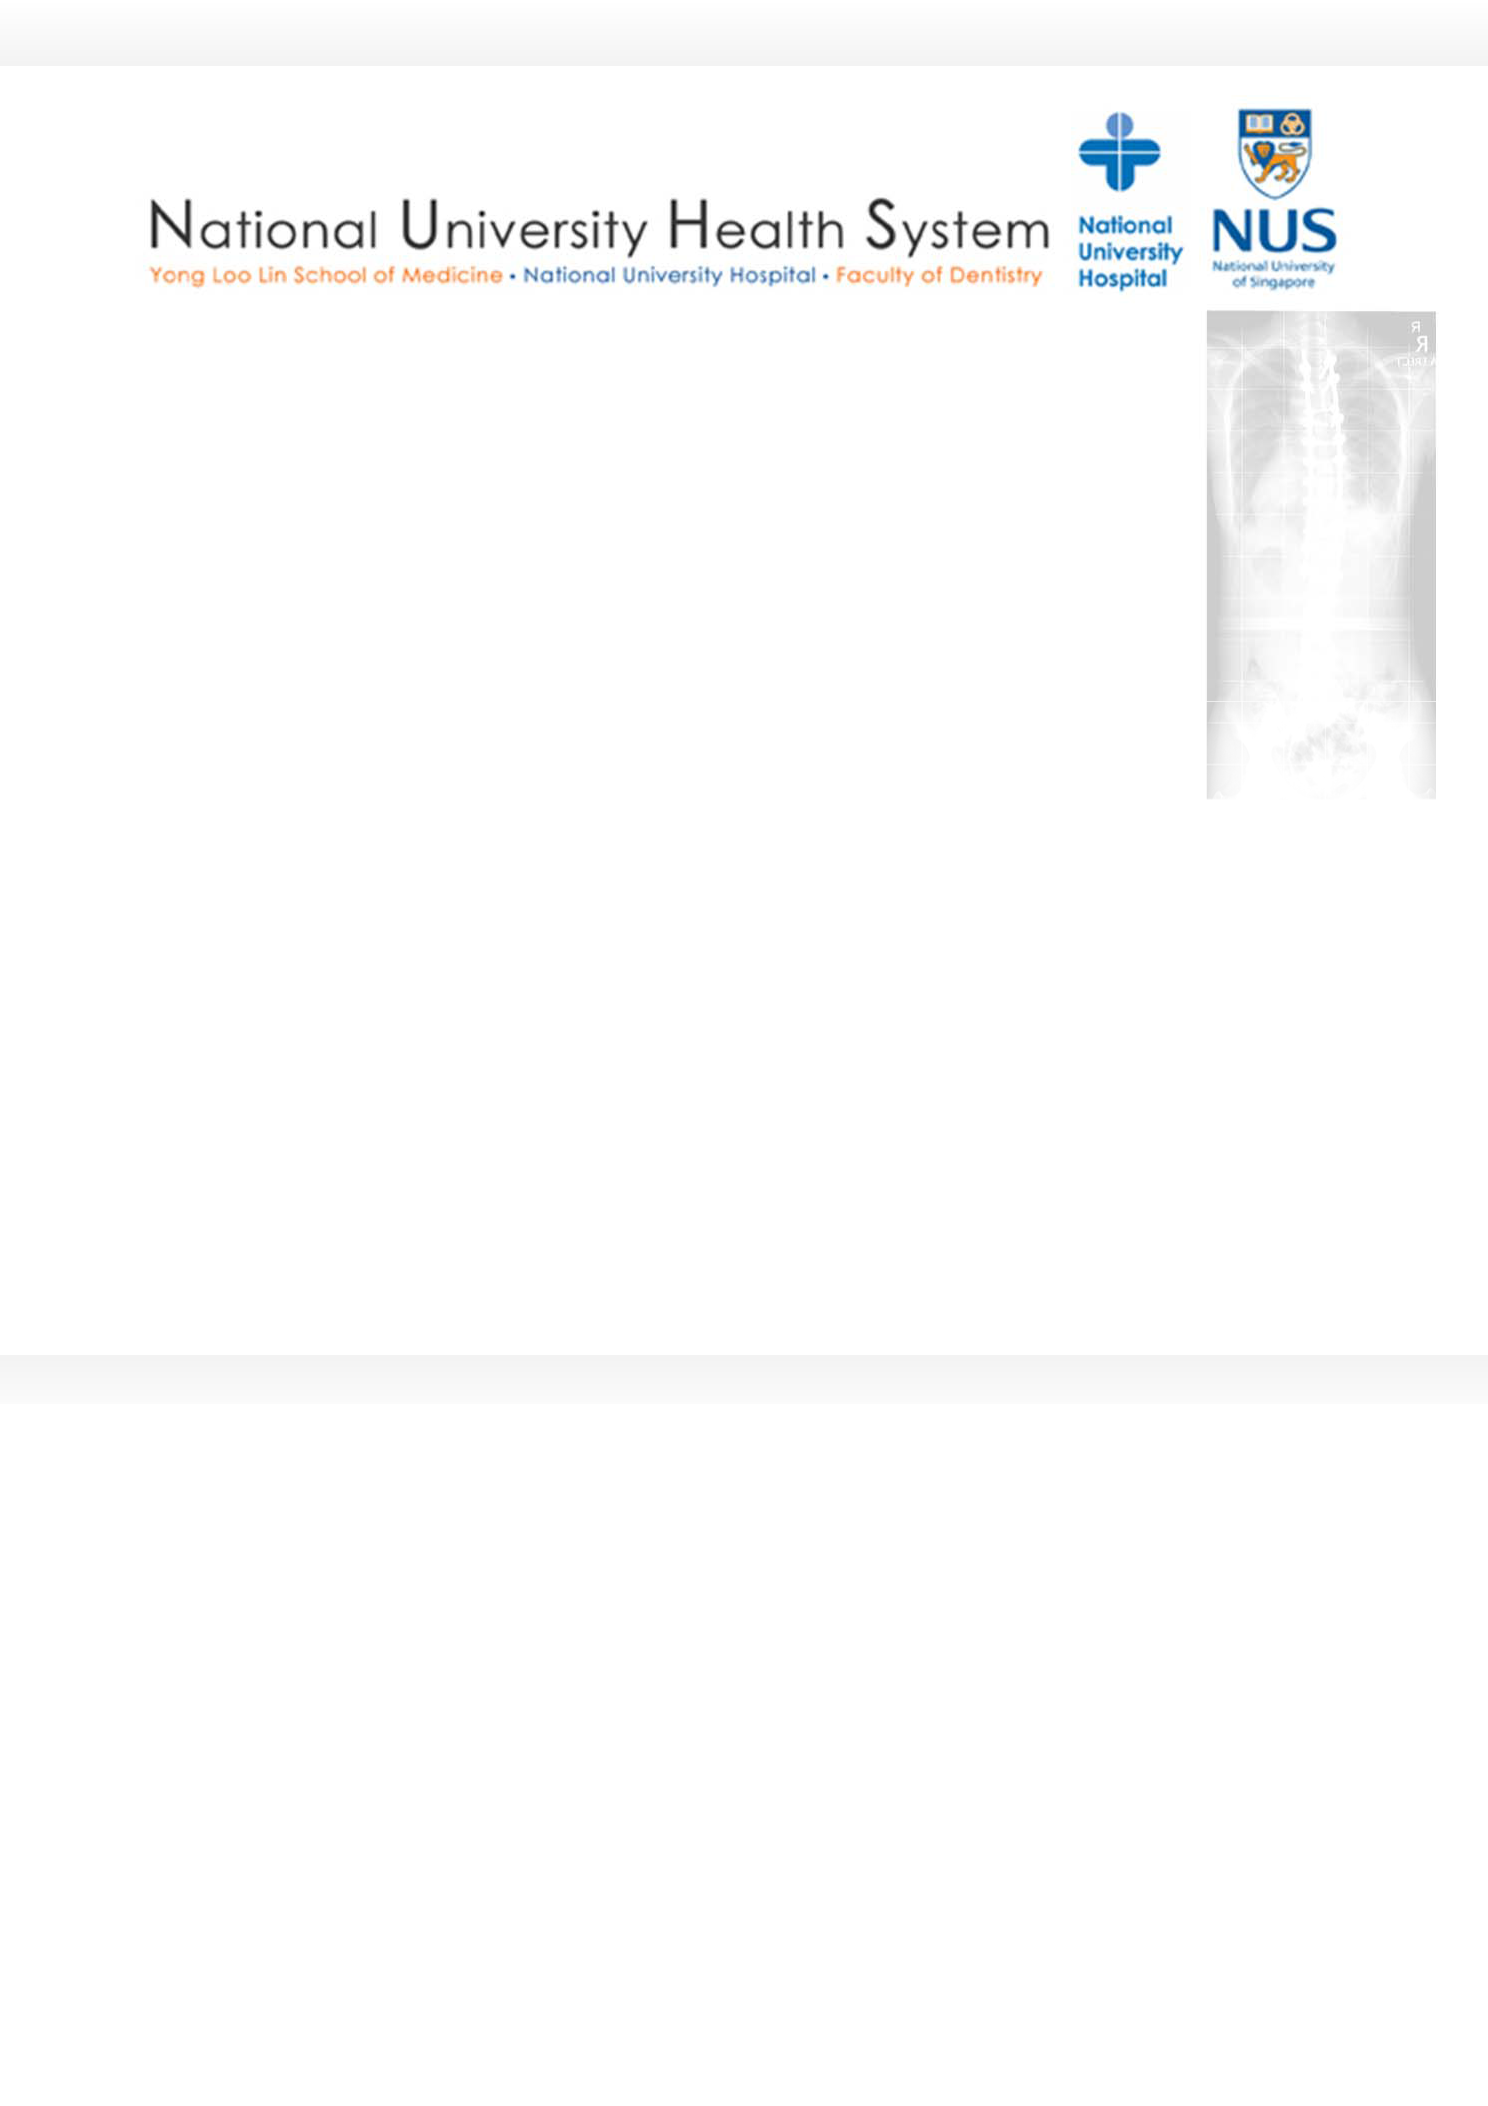 National University Health System
Yong Loo Lin School of Medicine • National University Hospital • Faculty of Dentistry
National
University
Hospital
NUS
National University
of Singapore
R
R